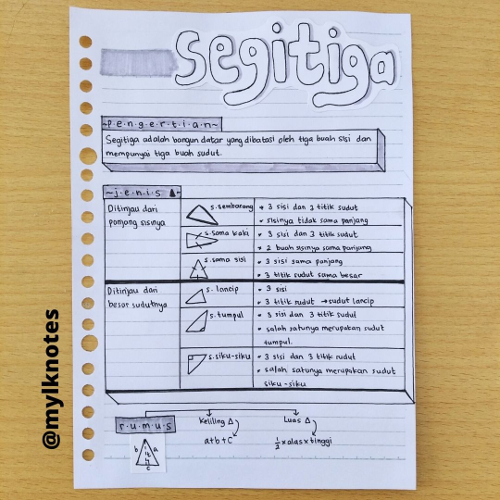 segitiga
~p·e·n·g·e·r·t·i·a·n~
Segitiga adalah bangun datar yang dibatasi oleh tiga buah sisi dan
mempunyai tiga buah sudut.
~j·e·n·i·s
Ditinjau dari
panjang sisinya
s. sembarang
• 3 sisi dan 3 titik sudut
• sisinya tidak sama panjang
s. sama kaki
• 3 sisi dan 3 titik sudut
• 2 buah sisinya sama panjang
s. sama sisi
• 3 sisi sama panjang
• 3 titik sudut sama besar
Ditinjau dari
besar sudutnya
s. lancip
• 3 sisi
• 3 titik sudut → sudut lancip
s. tumpul
• 3 sisi dan 3 titik sudut
• salah satunya merupakan sudut
tumpul.
s. siku-siku
• 3 sisi dan 3 titik sudut
• salah satunya merupakan sudut
siku-siku
r·u·m·u·s
Keliling Δ
a+b+c
Luas Δ
½ x alas x tinggi
b
t
a
c
@mylknotes